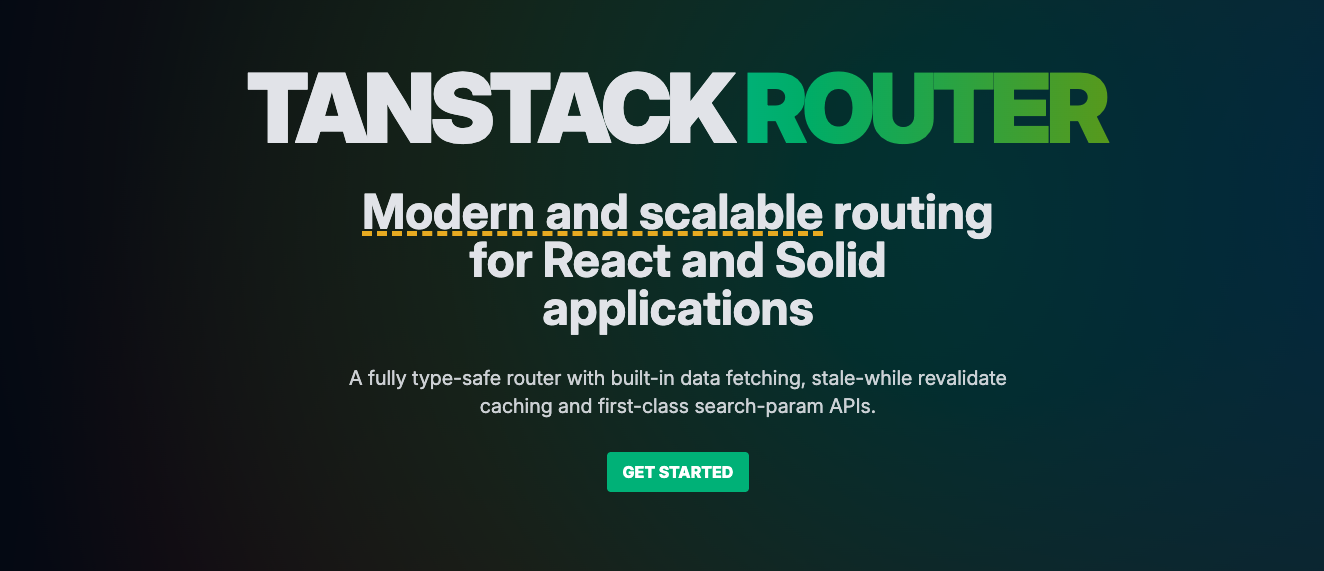 TANSTACK ROUTER
Modern and scalable routing
for React and Solid
applications
A fully type-safe router with built-in data fetching, stale-while revalidate
caching and first-class search-param APIs.
GET STARTED